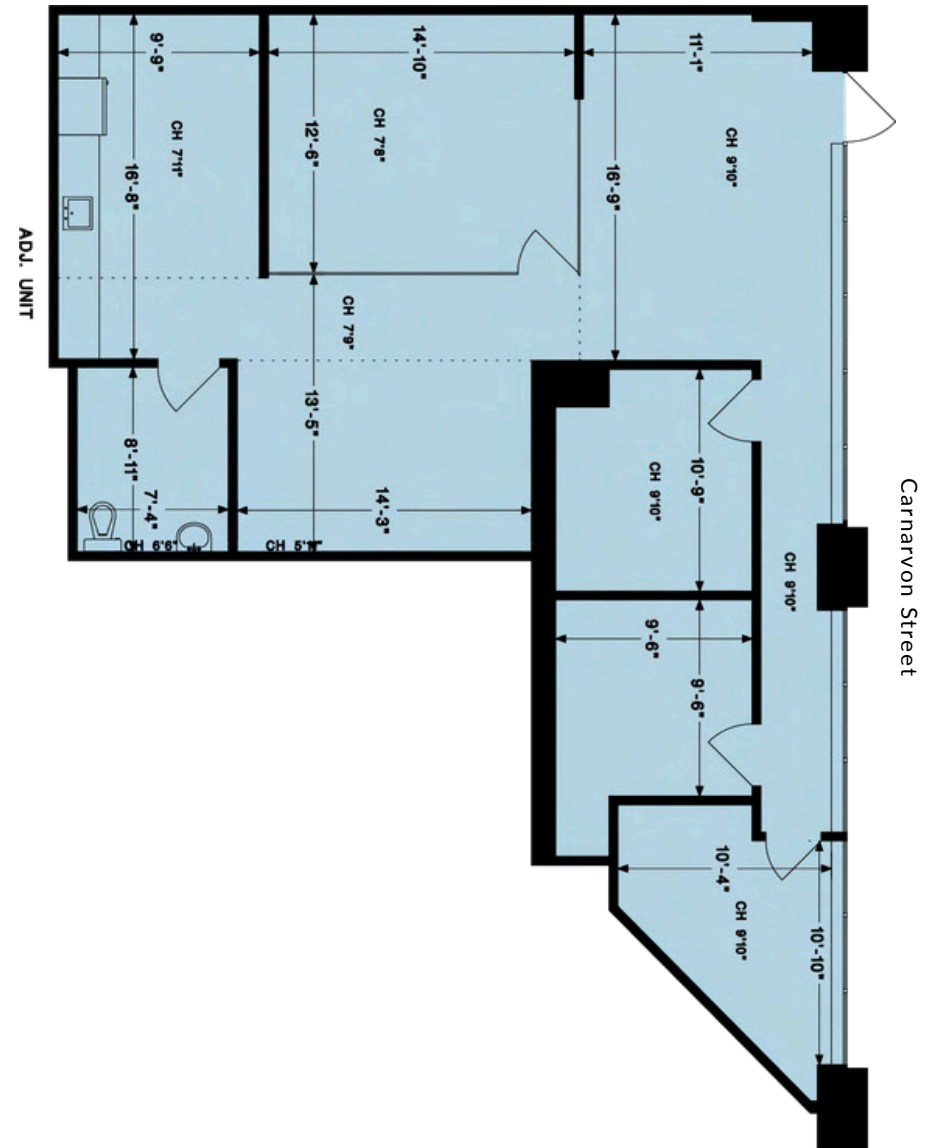 9'-9"
14'-10"
11'-1"
CH 7'11"
12'-6"
CH 7'8"
CH 9'10"
16'-8"
16'-9"
ADJ. UNIT
CH 7'9"
13'-5"
8'-11"
7'-4"
14'-3"
CH 6'6"
10'-9"
CH 9'10"
CH 9'10"
Carnarvon Street
9'-6"
9'-6"
10'-4"
CH 9'10"
10'-10"